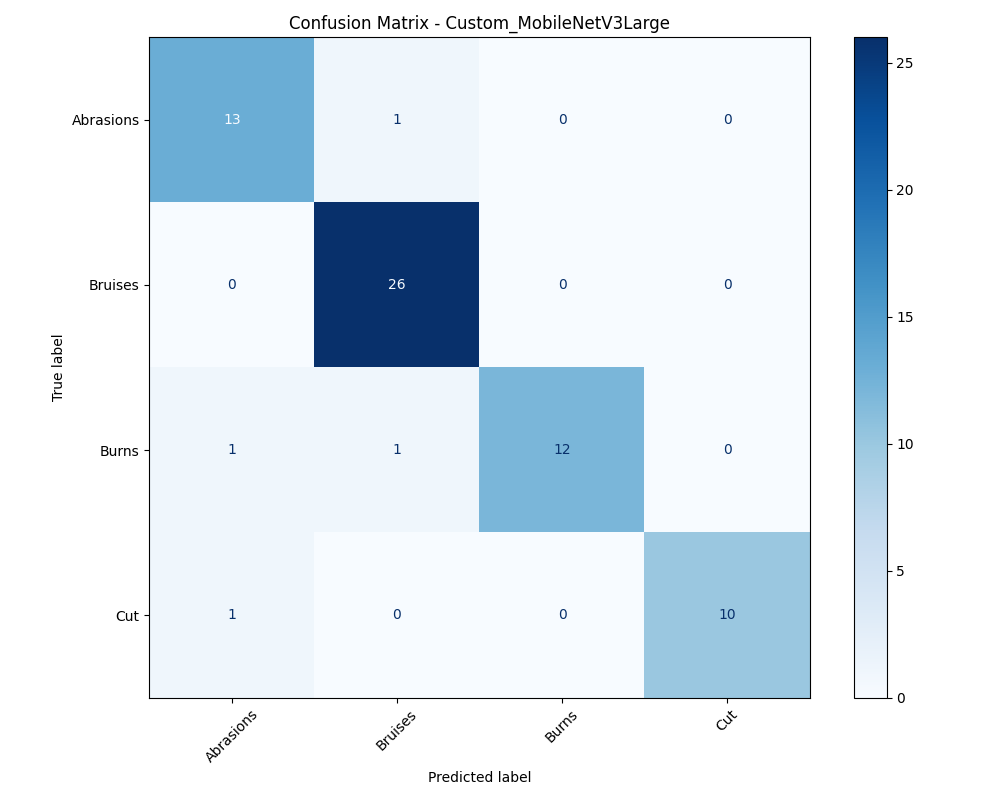 Confusion Matrix - Custom_MobileNetV3Large
Abrasions 13 1 0 0
Bruises 0 26 0 0
Burns 1 1 12 0
Cut 1 0 0 10
Abrasions Bruises Burns Cut
Predicted label
True label
25
20
15
10
5
0